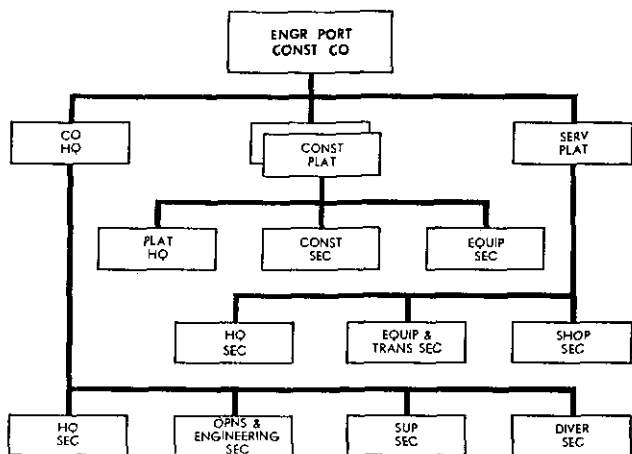 ENGR PORT
CONST CO
CO
HQ
CONST
PLAT
SERV
PLAT
PLAT
HQ
CONST
SEC
EQUIP
SEC
HQ
SEC
EQUIP &
TRANS SEC
SHOP
SEC
HQ
SEC
OPNS &
ENGINEERING
SEC
SUP
SEC
DIVER
SEC